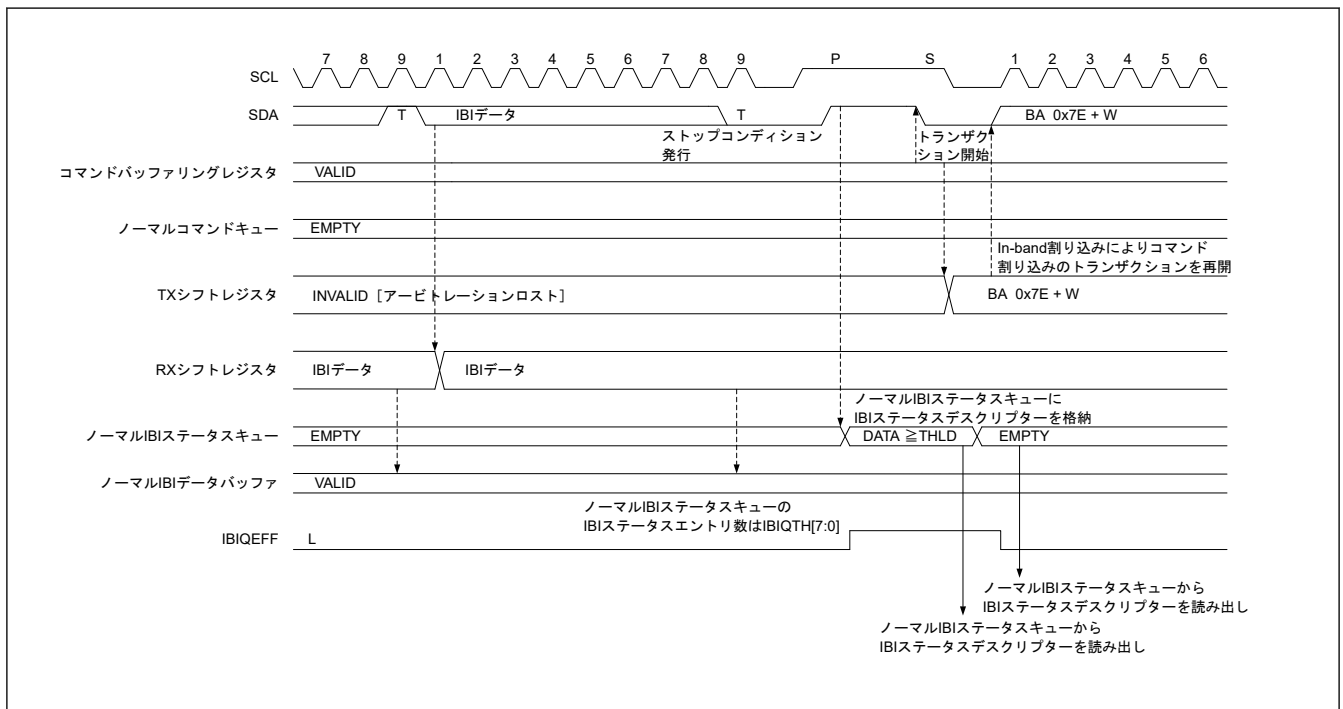 7 8 9 1 2 3 4 5 6 7 8 9 P S 1 2 3 4 5 6
SCL
SDA T IBIデータ T BA 0x7E + W
ストップコンディション
発行
トランザク
ション開始
コマンドバッファリングレジスタ VALID
ノーマルコマンドキュー EMPTY
In-band割り込みによりコマンド
割り込みのトランザクションを再開
TXシフトレジスタ INVALID［アービトレーションロスト］ BA 0x7E + W
RXシフトレジスタ IBIデータ IBIデータ
ノーマルIBIステータスキューに
IBIステータスデスクリプターを格納
ノーマルIBIステータスキュー EMPTY DATA ≧THLD EMPTY
ノーマルIBIデータバッファ VALID
ノーマルIBIステータスキューの
IBIステータスエントリ数はIBIQTH[7:0]
IBIQEFF L
ノーマルIBIステータスキューから
IBIステータスデスクリプターを読み出し
ノーマルIBIステータスキューから
IBIステータスデスクリプターを読み出し